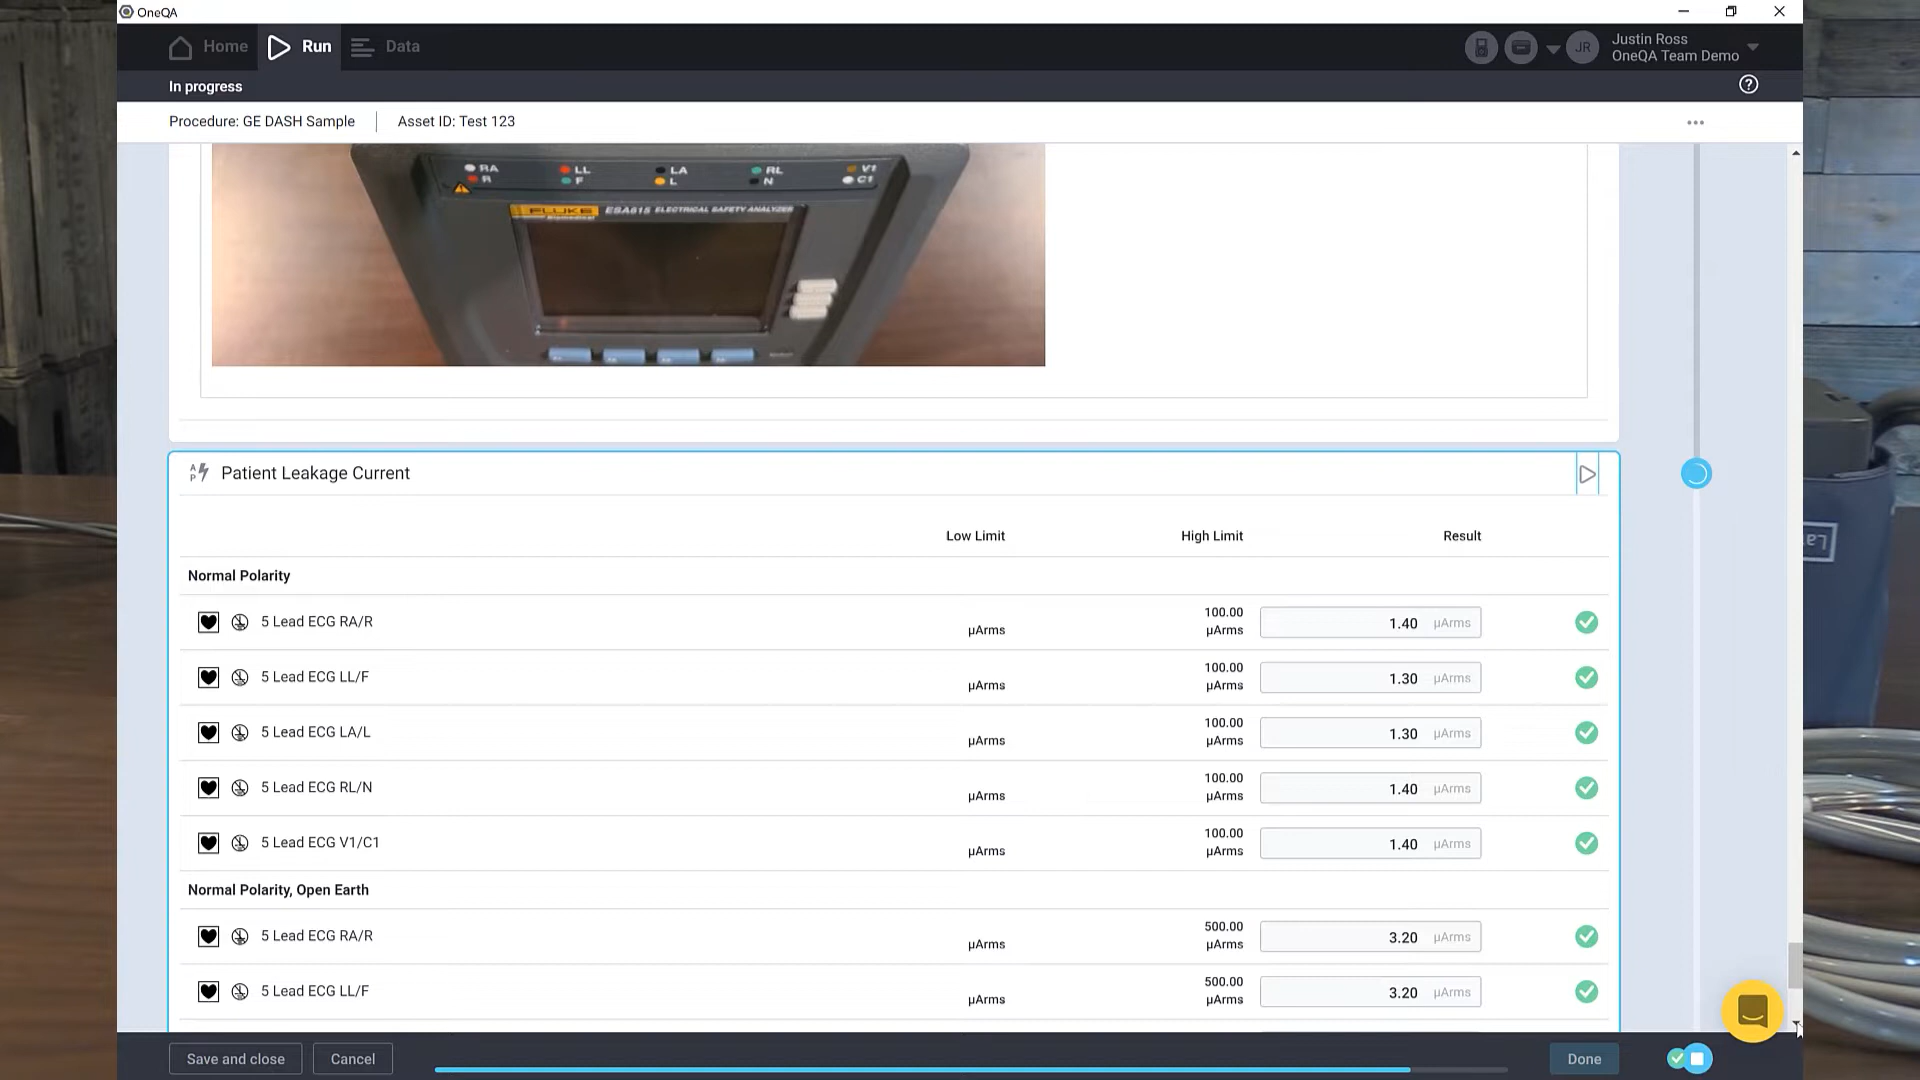 OneQA
Home
Run
Data
JR
Justin Ross
OneQA Team Demo
In progress
Procedure: GE DASH Sample
Asset ID: Test 123
RA LL LA RL V1
R F L N C1
FLUKE ESA615 ELECTRICAL SAFETY ANALYZER
Biomedical
A
P
Patient Leakage Current
Low Limit High Limit Result
Normal Polarity
5 Lead ECG RA/R µArms 100.00 µArms 1.40 µArms
5 Lead ECG LL/F µArms 100.00 µArms 1.30 µArms
5 Lead ECG LA/L µArms 100.00 µArms 1.30 µArms
5 Lead ECG RL/N µArms 100.00 µArms 1.40 µArms
5 Lead ECG V1/C1 µArms 100.00 µArms 1.40 µArms
Normal Polarity, Open Earth
5 Lead ECG RA/R µArms 500.00 µArms 3.20 µArms
5 Lead ECG LL/F µArms 500.00 µArms 3.20 µArms
Save and close
Cancel
Done